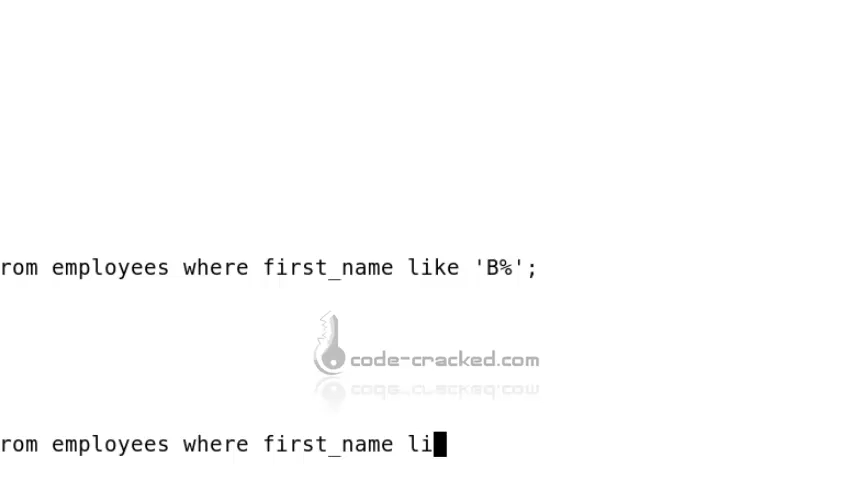 rom employees where first_name like 'B%';
code-cracked.com
rom employees where first_name li